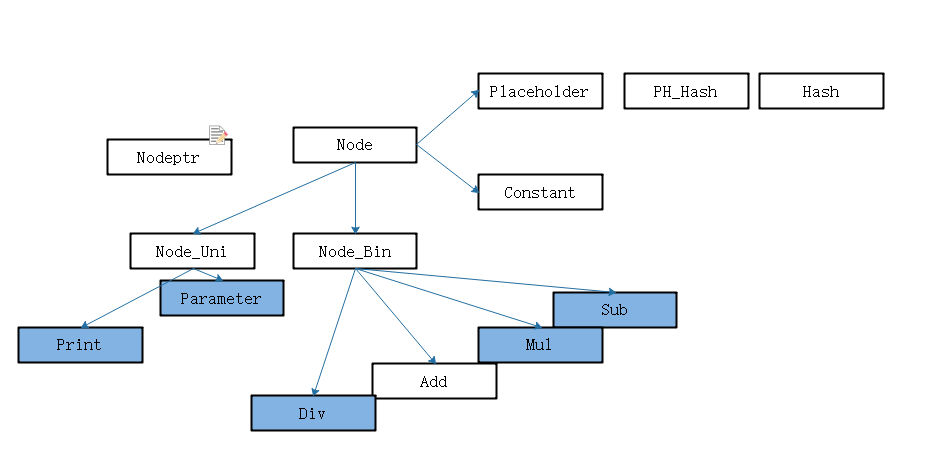 Placeholder
PH_Hash
Hash
Node
Nodeptr
Constant
Node_Uni
Node_Bin
Parameter
Sub
Print
Mul
Add
Div